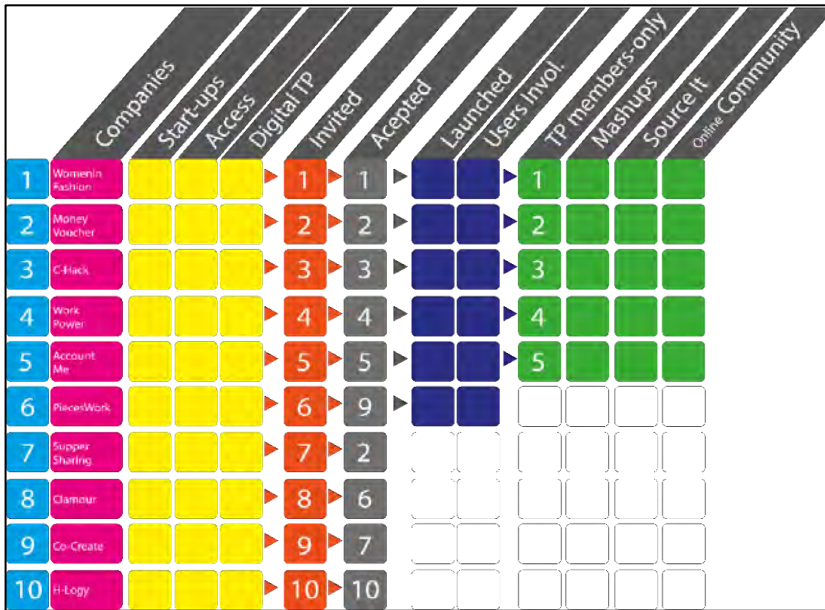 Companies
Start-ups
Access
Digital TP
Invited
Acepted
Launched
Users Invol.
TP members-only
Mashups
Source It
Online Community
1 WomenIn 1 1 1
Fashion
2 Money 2 2 2
Voucher
3 C-Hack 3 3 3
4 Work 4 4 4
Power
5 Account 5 5 5
Me
6 PiecesWork 6 9
7 Supper 7 2
Sharing
8 Clamour 8 6
9 Co-Create 9 7
10 H-Logy 10 10